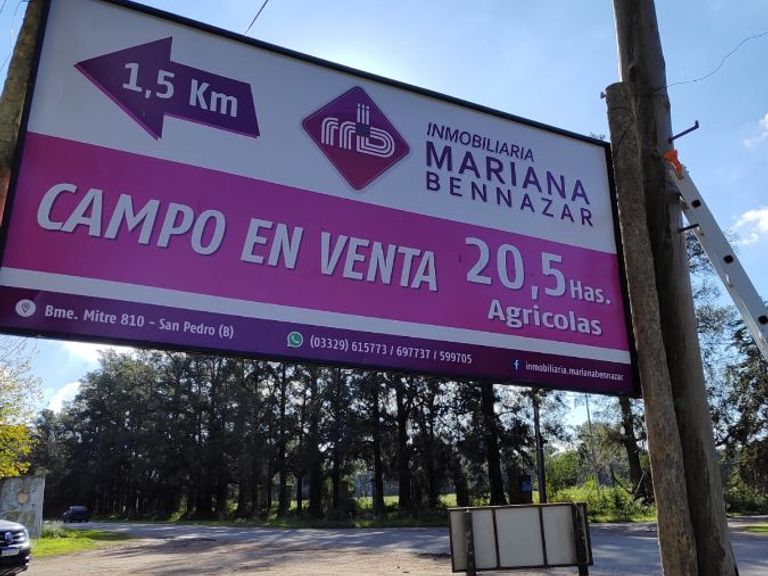 1,5 Km
mb
INMOBILIARIA
MARIANA
BENNAZAR
CAMPO EN VENTA
20,5 Has.
Agricolas
Bme. Mitre 810 - San Pedro (B)
(03329) 615773 / 697737 / 599705
inmobiliaria.marianabennazar